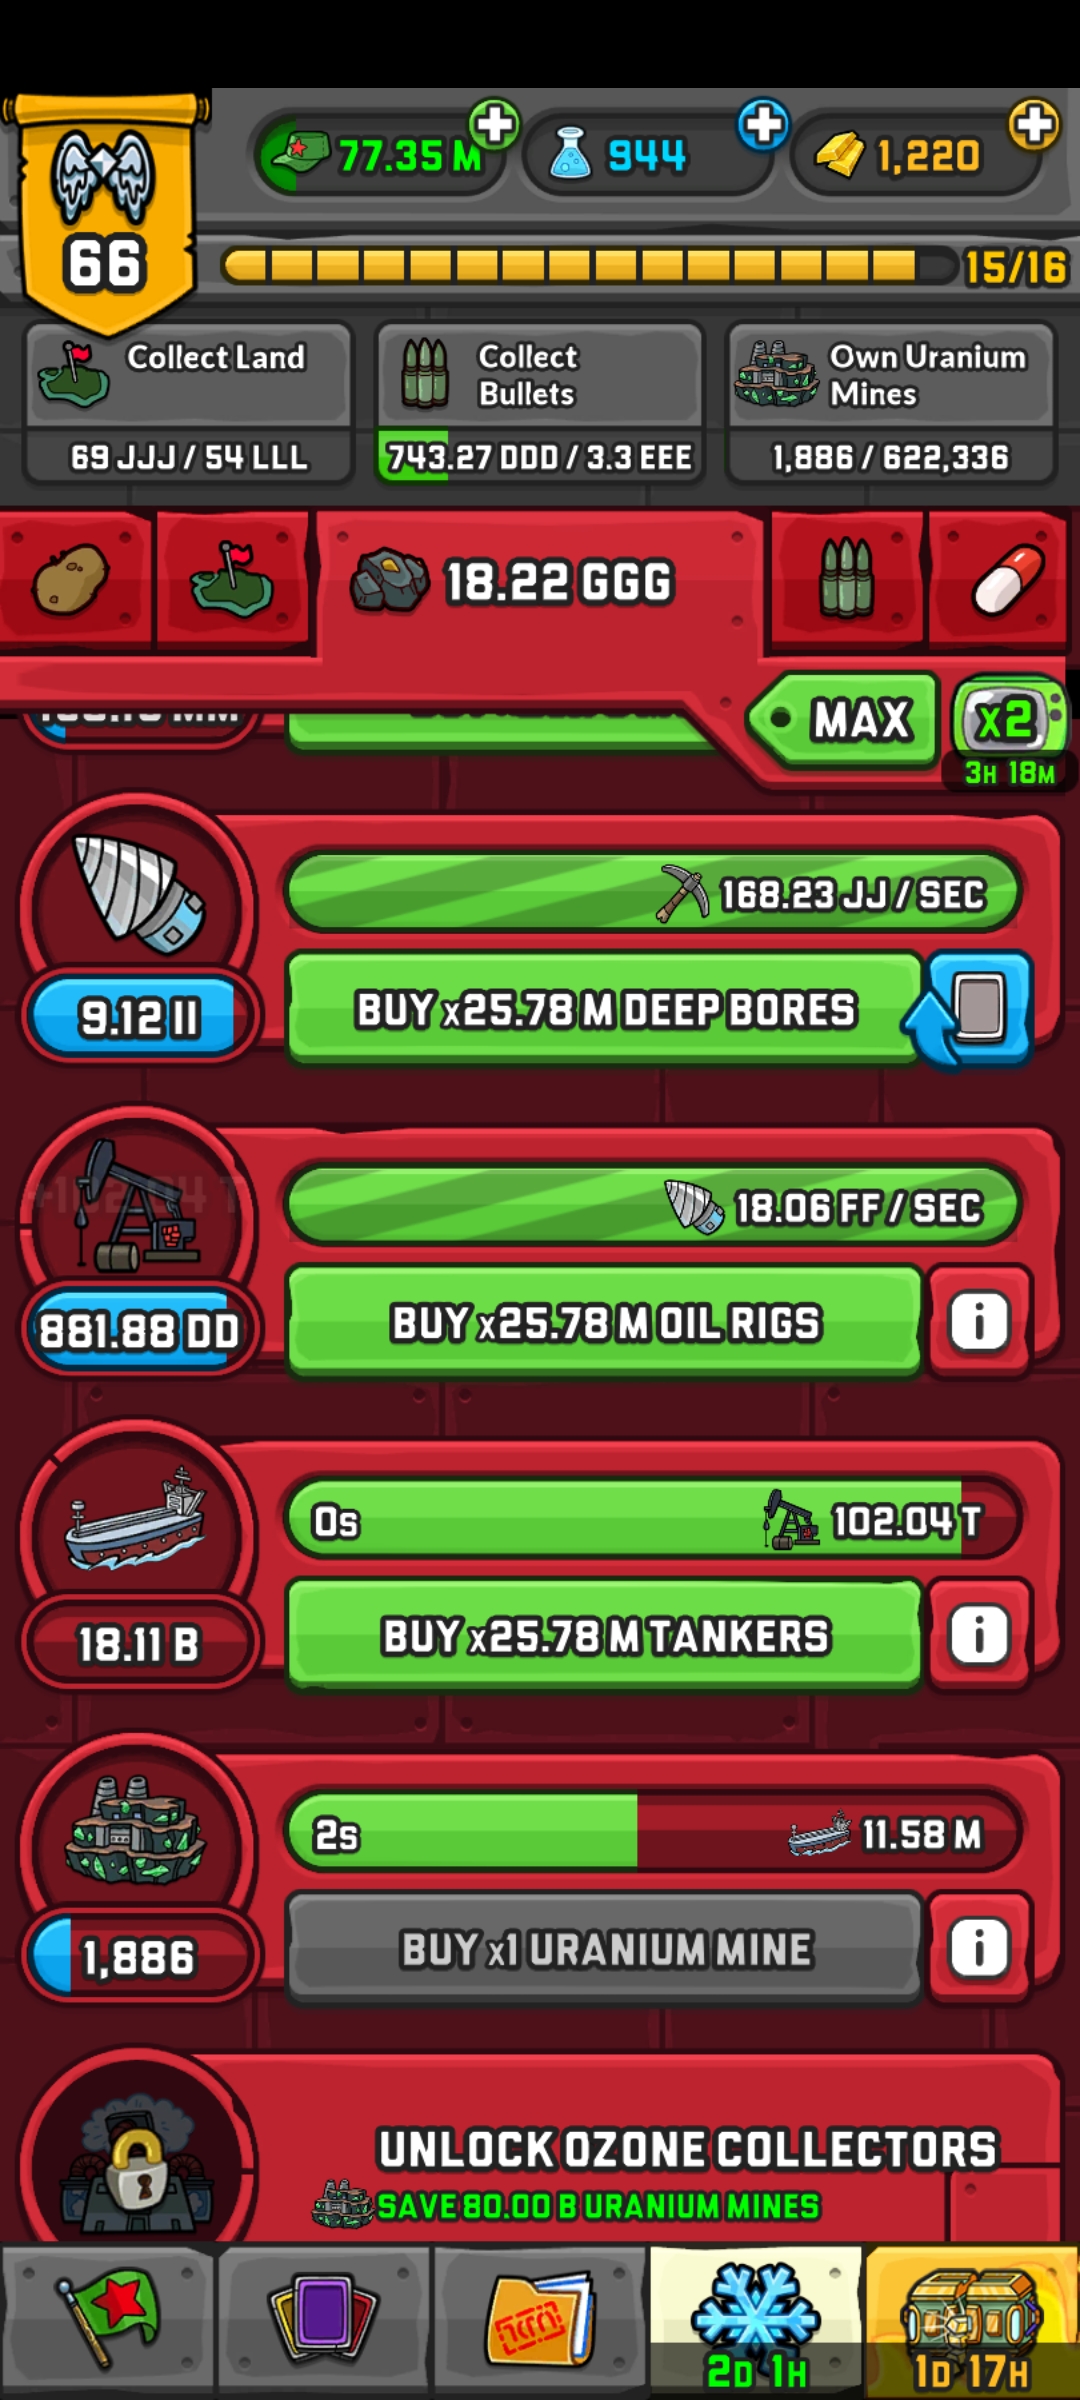 77.35 M
944
1,220
66
15/16
Collect Land
69 JJJ / 54 LLL
Collect
Bullets
743.27 DDD / 3.3 EEE
Own Uranium
Mines
1,886 / 622,336
18.22 GGG
MAX
x2
3H 18M
168.23 JJ / SEC
9.12 II
BUY x25.78 M DEEP BORES
18.06 FF / SEC
881.88 DD
BUY x25.78 M OIL RIGS
i
0s
102.04 T
18.11 B
BUY x25.78 M TANKERS
i
2s
11.58 M
1,886
BUY x1 URANIUM MINE
i
UNLOCK OZONE COLLECTORS
SAVE 80.00 B URANIUM MINES
2D 1H
1D 17H